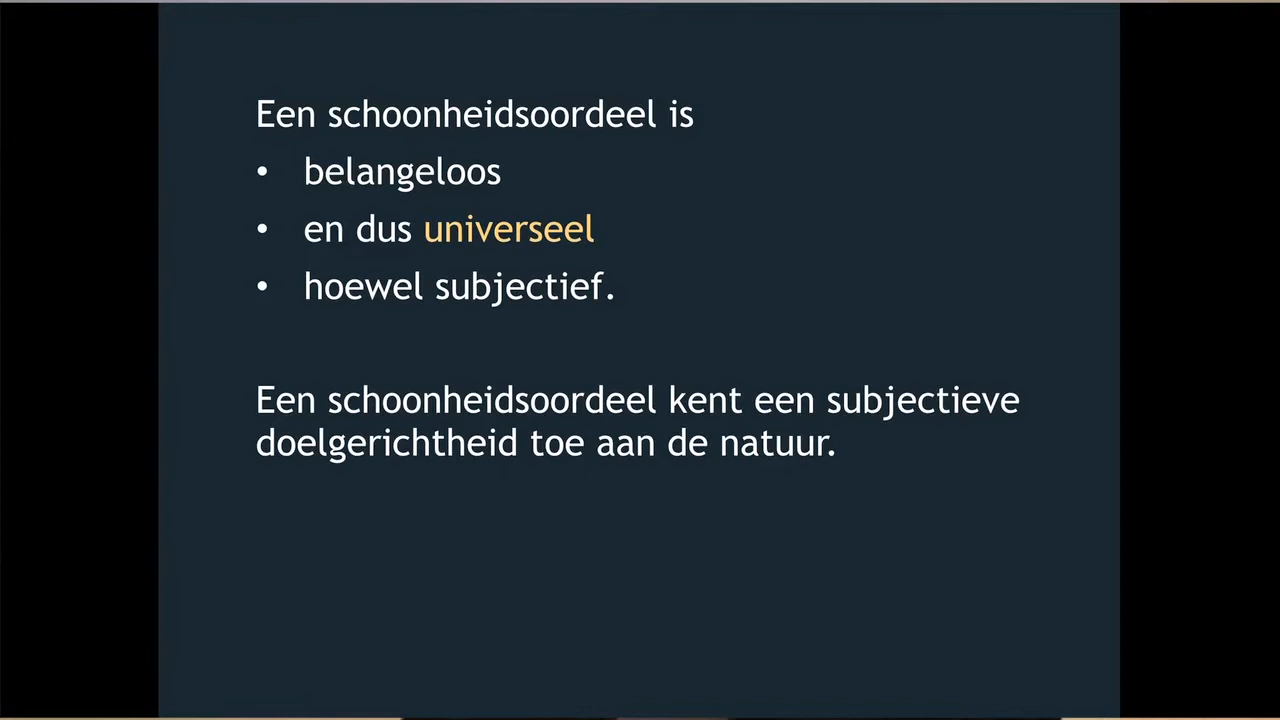 Een schoonheidsoordeel is
• belangeloos
• en dus universeel
• hoewel subjectief.
Een schoonheidsoordeel kent een subjectieve
doelgerichtheid toe aan de natuur.